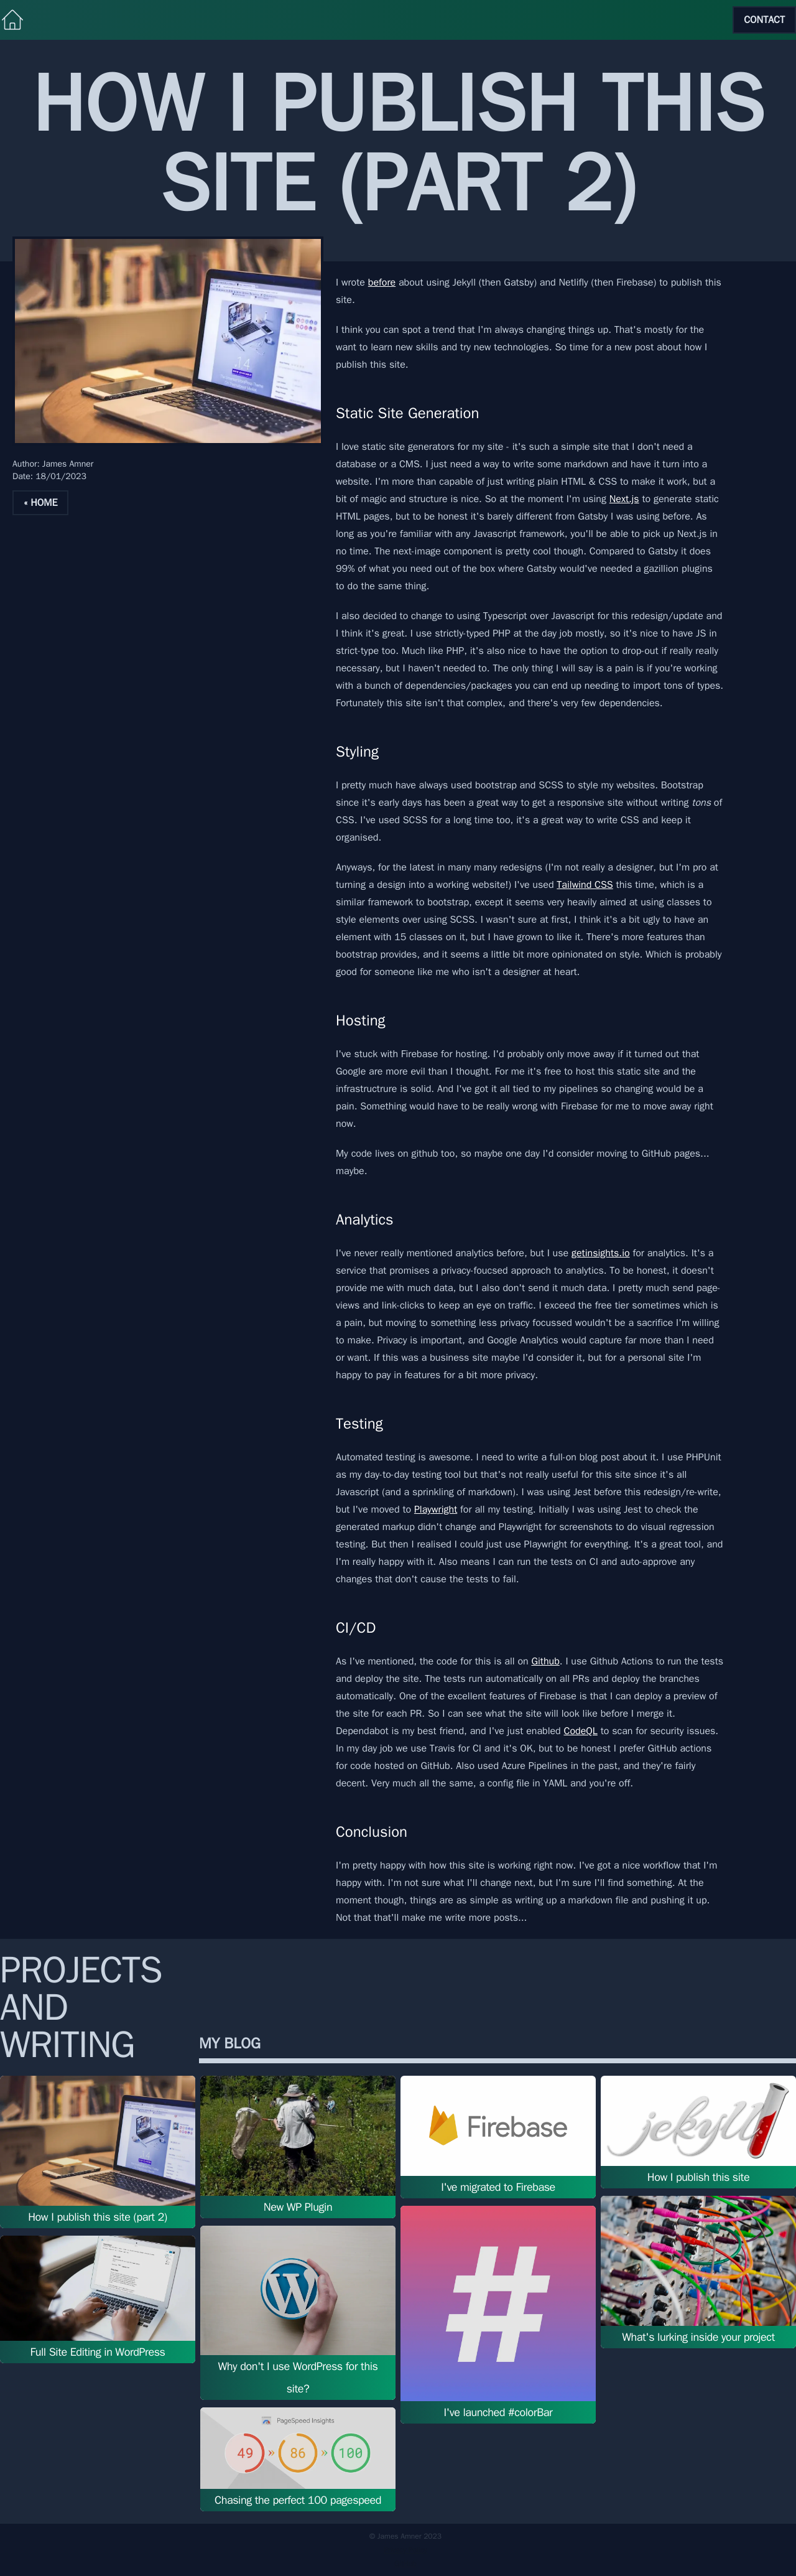 CONTACT
HOW I PUBLISH THIS
SITE (PART 2)
Author: James Amner
Date: 18/01/2023
« HOME
I wrote before about using Jekyll (then Gatsby) and Netlifly (then Firebase) to publish this
site.
I think you can spot a trend that I'm always changing things up. That's mostly for the
want to learn new skills and try new technologies. So time for a new post about how I
publish this site.
Static Site Generation
I love static site generators for my site - it's such a simple site that I don't need a
database or a CMS. I just need a way to write some markdown and have it turn into a
website. I'm more than capable of just writing plain HTML & CSS to make it work, but a
bit of magic and structure is nice. So at the moment I'm using Next.js to generate static
HTML pages, but to be honest it's barely different from Gatsby I was using before. As
long as you're familiar with any Javascript framework, you'll be able to pick up Next.js in
no time. The next-image component is pretty cool though. Compared to Gatsby it does
99% of what you need out of the box where Gatsby would've needed a gazillion plugins
to do the same thing.
I also decided to change to using Typescript over Javascript for this redesign/update and
I think it's great. I use strictly-typed PHP at the day job mostly, so it's nice to have JS in
strict-type too. Much like PHP, it's also nice to have the option to drop-out if really really
necessary, but I haven't needed to. The only thing I will say is a pain is if you're working
with a bunch of dependencies/packages you can end up needing to import tons of types.
Fortunately this site isn't that complex, and there's very few dependencies.
Styling
I pretty much have always used bootstrap and SCSS to style my websites. Bootstrap
since it's early days has been a great way to get a responsive site without writing tons of
CSS. I've used SCSS for a long time too, it's a great way to write CSS and keep it
organised.
Anyways, for the latest in many many redesigns (I'm not really a designer, but I'm pro at
turning a design into a working website!) I've used Tailwind CSS this time, which is a
similar framework to bootstrap, except it seems very heavily aimed at using classes to
style elements over using SCSS. I wasn't sure at first, I think it's a bit ugly to have an
element with 15 classes on it, but I have grown to like it. There's more features than
bootstrap provides, and it seems a little bit more opinionated on style. Which is probably
good for someone like me who isn't a designer at heart.
Hosting
I've stuck with Firebase for hosting. I'd probably only move away if it turned out that
Google are more evil than I thought. For me it's free to host this static site and the
infrastructrure is solid. And I've got it all tied to my pipelines so changing would be a
pain. Something would have to be really wrong with Firebase for me to move away right
now.
My code lives on github too, so maybe one day I'd consider moving to GitHub pages...
maybe.
Analytics
I've never really mentioned analytics before, but I use getinsights.io for analytics. It's a
service that promises a privacy-foucsed approach to analytics. To be honest, it doesn't
provide me with much data, but I also don't send it much data. I pretty much send page-
views and link-clicks to keep an eye on traffic. I exceed the free tier sometimes which is
a pain, but moving to something less privacy focussed wouldn't be a sacrifice I'm willing
to make. Privacy is important, and Google Analytics would capture far more than I need
or want. If this was a business site maybe I'd consider it, but for a personal site I'm
happy to pay in features for a bit more privacy.
Testing
Automated testing is awesome. I need to write a full-on blog post about it. I use PHPUnit
as my day-to-day testing tool but that's not really useful for this site since it's all
Javascript (and a sprinkling of markdown). I was using Jest before this redesign/re-write,
but I've moved to Playwright for all my testing. Initially I was using Jest to check the
generated markup didn't change and Playwright for screenshots to do visual regression
testing. But then I realised I could just use Playwright for everything. It's a great tool, and
I'm really happy with it. Also means I can run the tests on CI and auto-approve any
changes that don't cause the tests to fail.
CI/CD
As I've mentioned, the code for this is all on Github. I use Github Actions to run the tests
and deploy the site. The tests run automatically on all PRs and deploy the branches
automatically. One of the excellent features of Firebase is that I can deploy a preview of
the site for each PR. So I can see what the site will look like before I merge it.
Dependabot is my best friend, and I've just enabled CodeQL to scan for security issues.
In my day job we use Travis for CI and it's OK, but to be honest I prefer GitHub actions
for code hosted on GitHub. Also used Azure Pipelines in the past, and they're fairly
decent. Very much all the same, a config file in YAML and you're off.
Conclusion
I'm pretty happy with how this site is working right now. I've got a nice workflow that I'm
happy with. I'm not sure what I'll change next, but I'm sure I'll find something. At the
moment though, things are as simple as writing up a markdown file and pushing it up.
Not that that'll make me write more posts...
PROJECTS
AND
WRITING
MY BLOG
How I publish this site (part 2)
Full Site Editing in WordPress
New WP Plugin
Why don't I use WordPress for this
site?
PageSpeed Insights
49 » 86 » 100
Chasing the perfect 100 pagespeed
Firebase
I've migrated to Firebase
#
I've launched #colorBar
jekyll
How I publish this site
What's lurking inside your project
© James Amner 2023